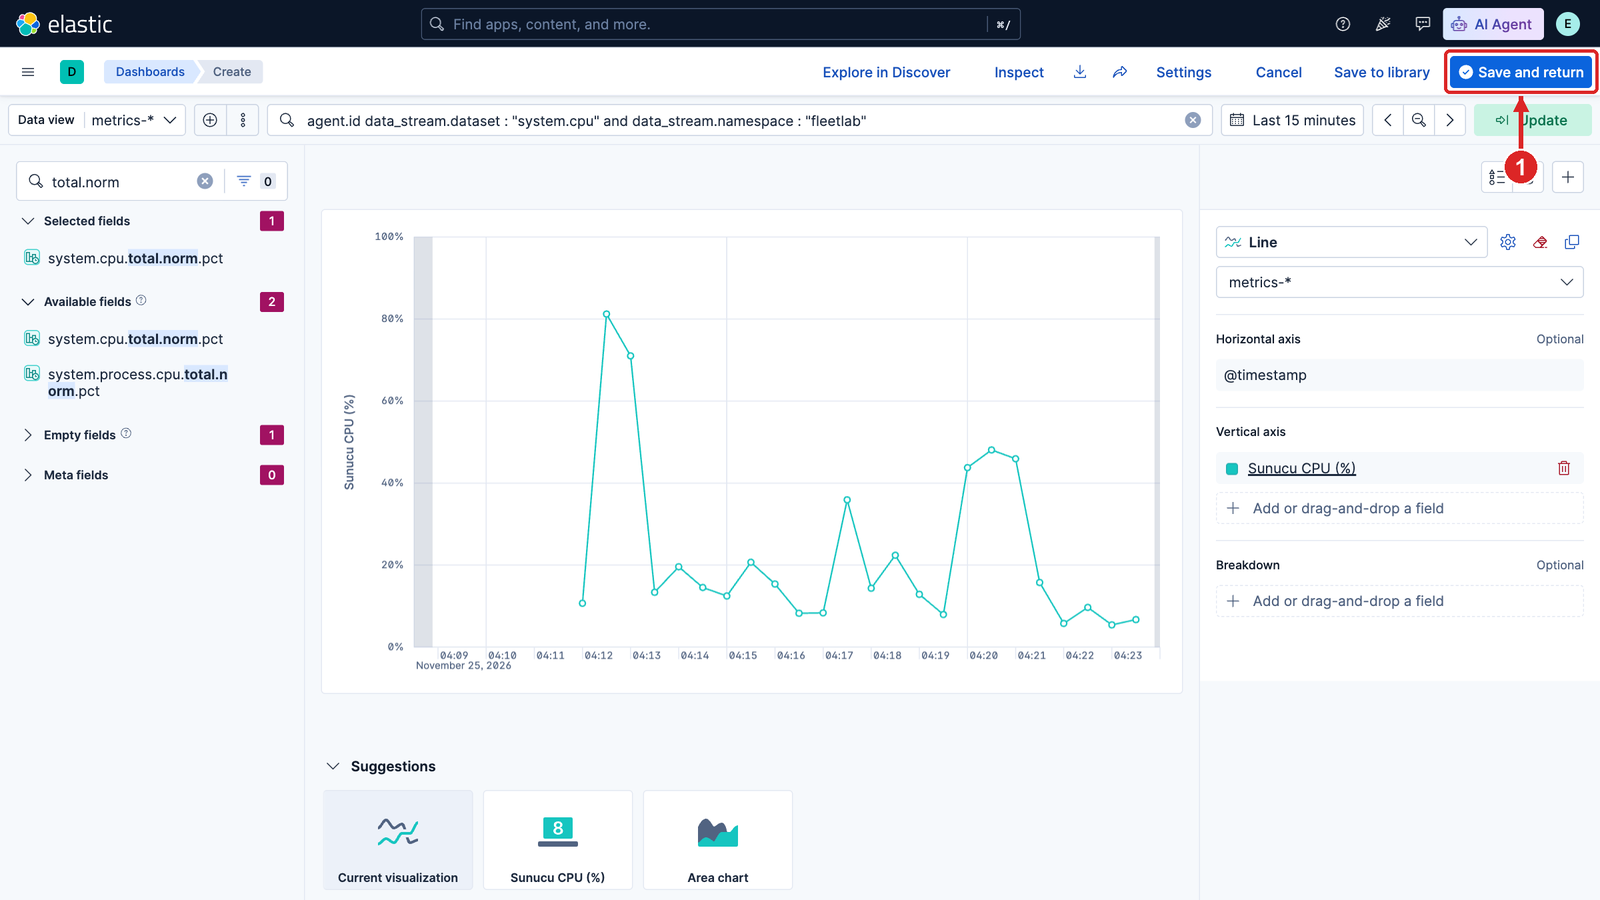 elastic
Find apps, content, and more.
⌘/
AI Agent
E
D
Dashboards
Create
Explore in Discover
Inspect
Settings
Cancel
Save to library
Save and return
Data view
metrics-*
agent.id data_stream.dataset : "system.cpu" and data_stream.namespace : "fleetlab"
Last 15 minutes
1
total.norm
0
Selected fields
1
system.cpu.total.norm.pct
Available fields
2
system.cpu.total.norm.pct
system.process.cpu.total.n
orm.pct
Empty fields
1
Meta fields
0
100%
80%
60%
40%
20%
0%
Sunucu CPU (%)
04:09
04:10
04:11
04:12
04:13
04:14
04:15
04:16
04:17
04:18
04:19
04:20
04:21
04:22
04:23
November 25, 2026
Line
metrics-*
Horizontal axis
Optional
@timestamp
Vertical axis
Sunucu CPU (%)
Add or drag-and-drop a field
Breakdown
Optional
Add or drag-and-drop a field
Suggestions
Current visualization
8
Sunucu CPU (%)
Area chart